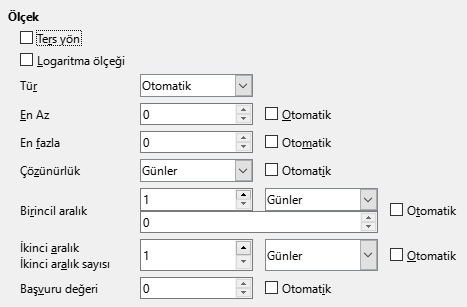 Ölçek
Ters yön
Logaritma ölçeği
Tür Otomatik
En Az 0 Otomatik
En fazla 0 Otomatik
Çözünürlük Günler Otomatik
1 Günler
Birincil aralık Otomatik
0
İkinci aralık
İkinci aralık sayısı 1 Günler Otomatik
Başvuru değeri 0 Otomatik